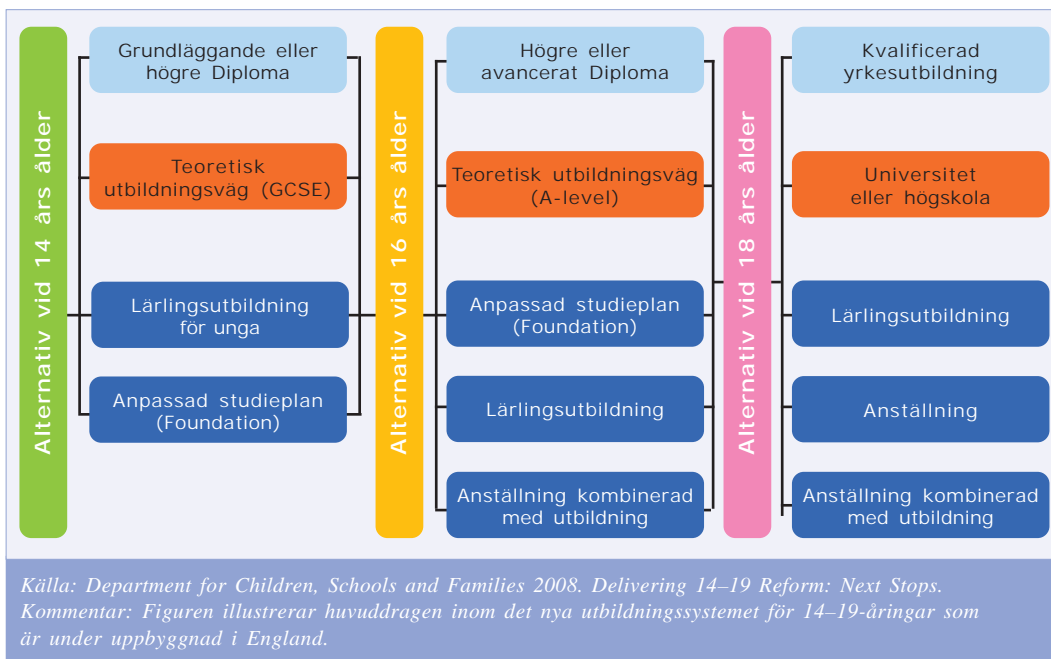 Alternativ vid 14 års ålder
Grundläggande eller
högre Diploma
Teoretisk
utbildningsväg (GCSE)
Lärlingsutbildning
för unga
Anpassad studieplan
(Foundation)
Alternativ vid 16 års ålder
Högre eller
avancerat Diploma
Teoretisk utbildningsväg
(A-level)
Anpassad studieplan
(Foundation)
Lärlingsutbildning
Anställning kombinerad
med utbildning
Alternativ vid 18 års ålder
Kvalificerad
yrkesutbildning
Universitet
eller högskola
Lärlingsutbildning
Anställning
Anställning kombinerad
med utbildning
Källa: Department for Children, Schools and Families 2008. Delivering 14–19 Reform: Next Stops.
Kommentar: Figuren illustrerar huvuddragen inom det nya utbildningssystemet för 14–19-åringar som
är under uppbyggnad i England.